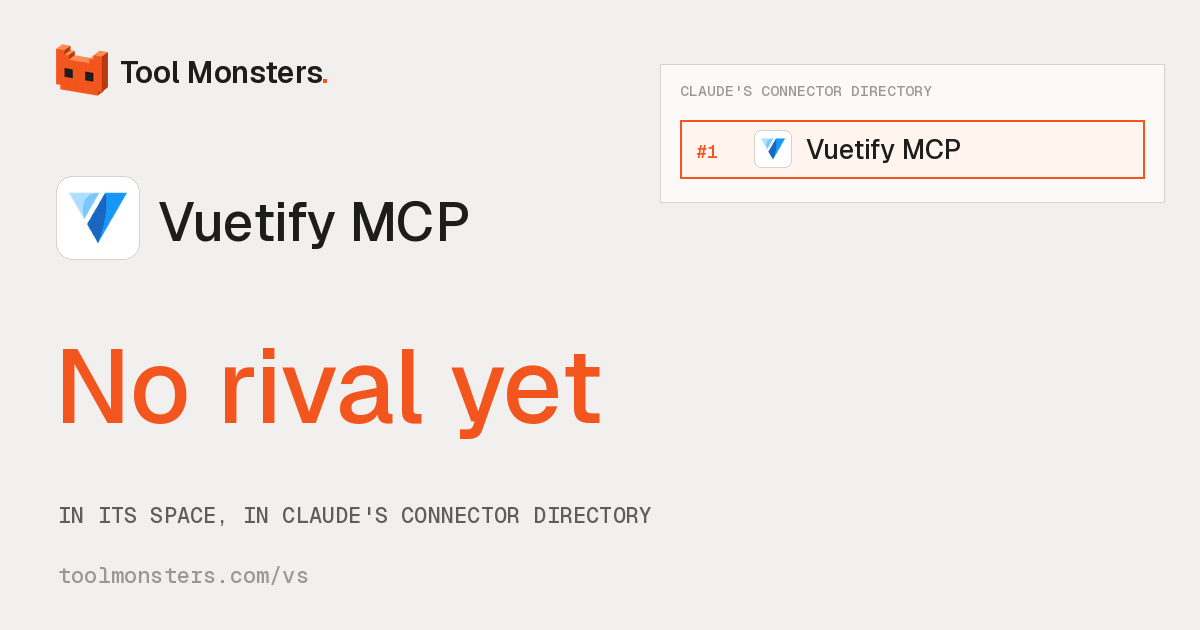 Tool Monsters.
CLAUDE'S CONNECTOR DIRECTORY
#1 Vuetify MCP
Vuetify MCP
No rival yet
IN ITS SPACE, IN CLAUDE'S CONNECTOR DIRECTORY
toolmonsters.com/vs